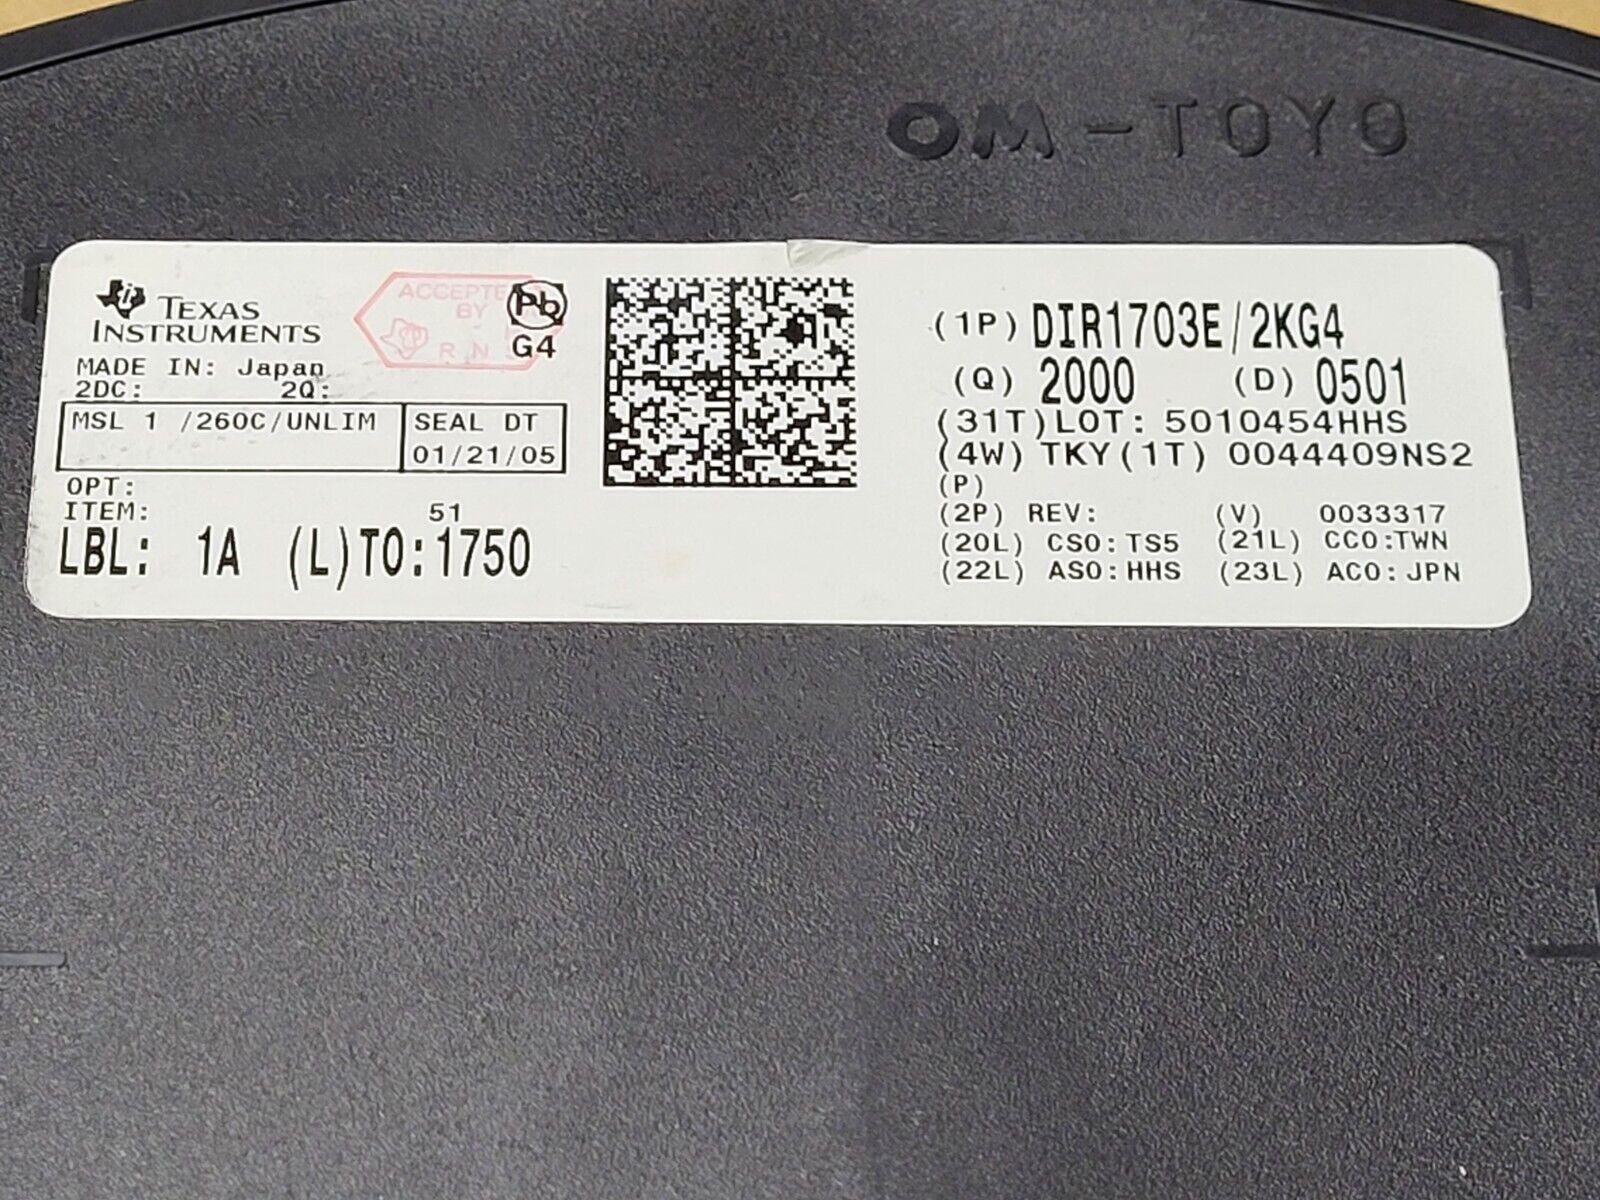 OM-TOYO
TEXAS
INSTRUMENTS
ACCEPTE
BY
R N
Pb
G4
MADE IN: Japan
2DC: 2Q:
MSL 1 /260C/UNLIM
SEAL DT
01/21/05
OPT:
ITEM: 51
LBL: 1A (L)TO:1750
(1P) DIR1703E/2KG4
(Q) 2000 (D) 0501
(31T)LOT: 5010454HHS
(4W) TKY(1T) 0044409NS2
(P)
(2P) REV: (V) 0033317
(20L) CSO:TS5 (21L) CCO:TWN
(22L) ASO:HHS (23L) ACO:JPN